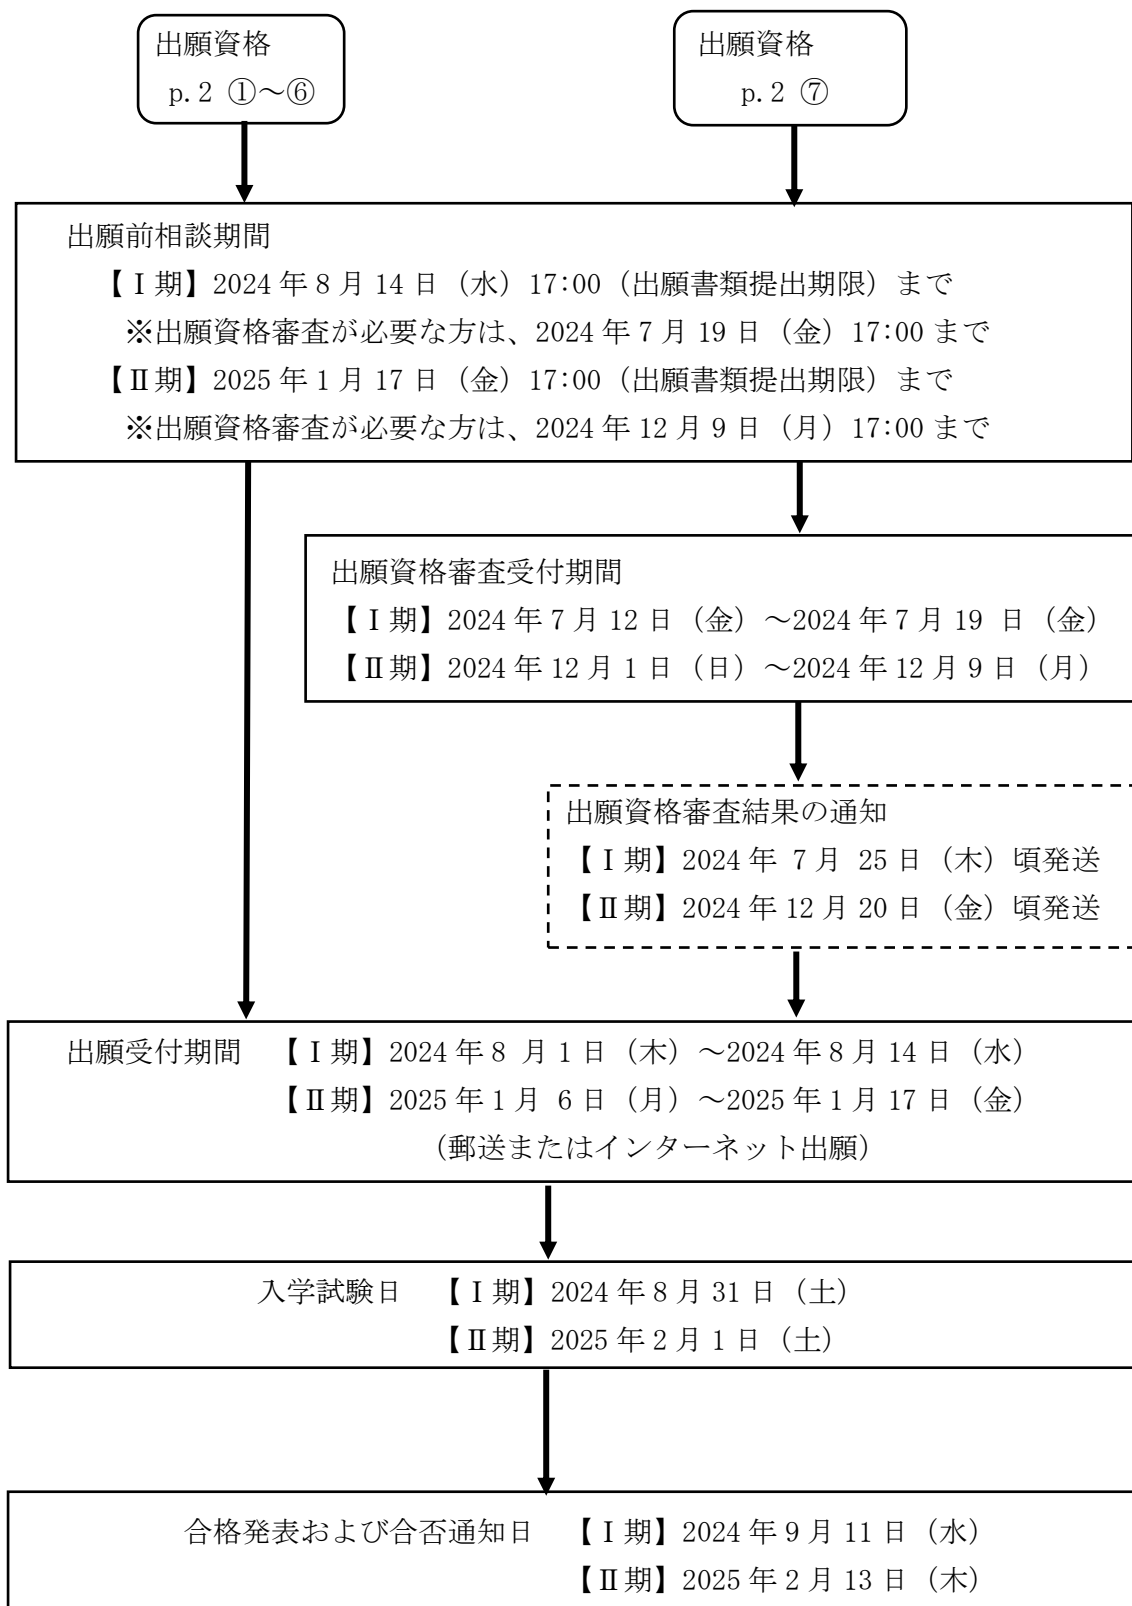 出願資格
p.2 ①～⑥
出願資格
p.2 ⑦
出願前相談期間
【Ⅰ期】2024年8月14日（水）17:00（出願書類提出期限）まで
※出願資格審査が必要な方は、2024年7月19日（金）17:00まで
【Ⅱ期】2025年1月17日（金）17:00（出願書類提出期限）まで
※出願資格審査が必要な方は、2024年12月9日（月）17:00まで
出願資格審査受付期間
【Ⅰ期】2024年7月12日（金）～2024年7月19日（金）
【Ⅱ期】2024年12月1日（日）～2024年12月9日（月）
出願資格審査結果の通知
【Ⅰ期】2024年 7月 25日（木）頃発送
【Ⅱ期】2024年12月20日（金）頃発送
出願受付期間 【Ⅰ期】2024年8月1日（木）～2024年8月14日（水）
【Ⅱ期】2025年1月 6日（月）～2025年1月17日（金）
（郵送またはインターネット出願）
入学試験日 【Ⅰ期】2024年8月31日（土）
【Ⅱ期】2025年2月1日（土）
合格発表および合否通知日 【Ⅰ期】2024年9月11日（水）
【Ⅱ期】2025年2月13日（木）